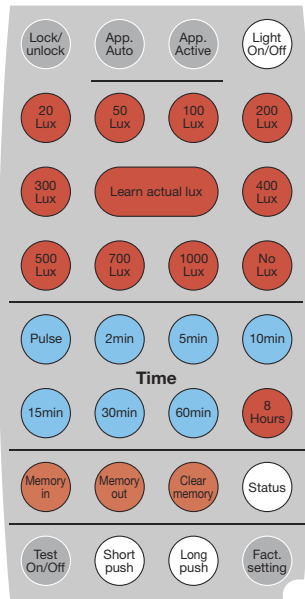 Lock/
unlock
App.
Auto
App.
Active
Light
On/Off
20
Lux
50
Lux
100
Lux
200
Lux
300
Lux
Learn actual lux
400
Lux
500
Lux
700
Lux
1000
Lux
No
Lux
Pulse
2min
5min
10min
Time
15min
30min
60min
8
Hours
Memory
in
Memory
out
Clear
memory
Status
Test
On/Off
Short
push
Long
push
Fact.
setting